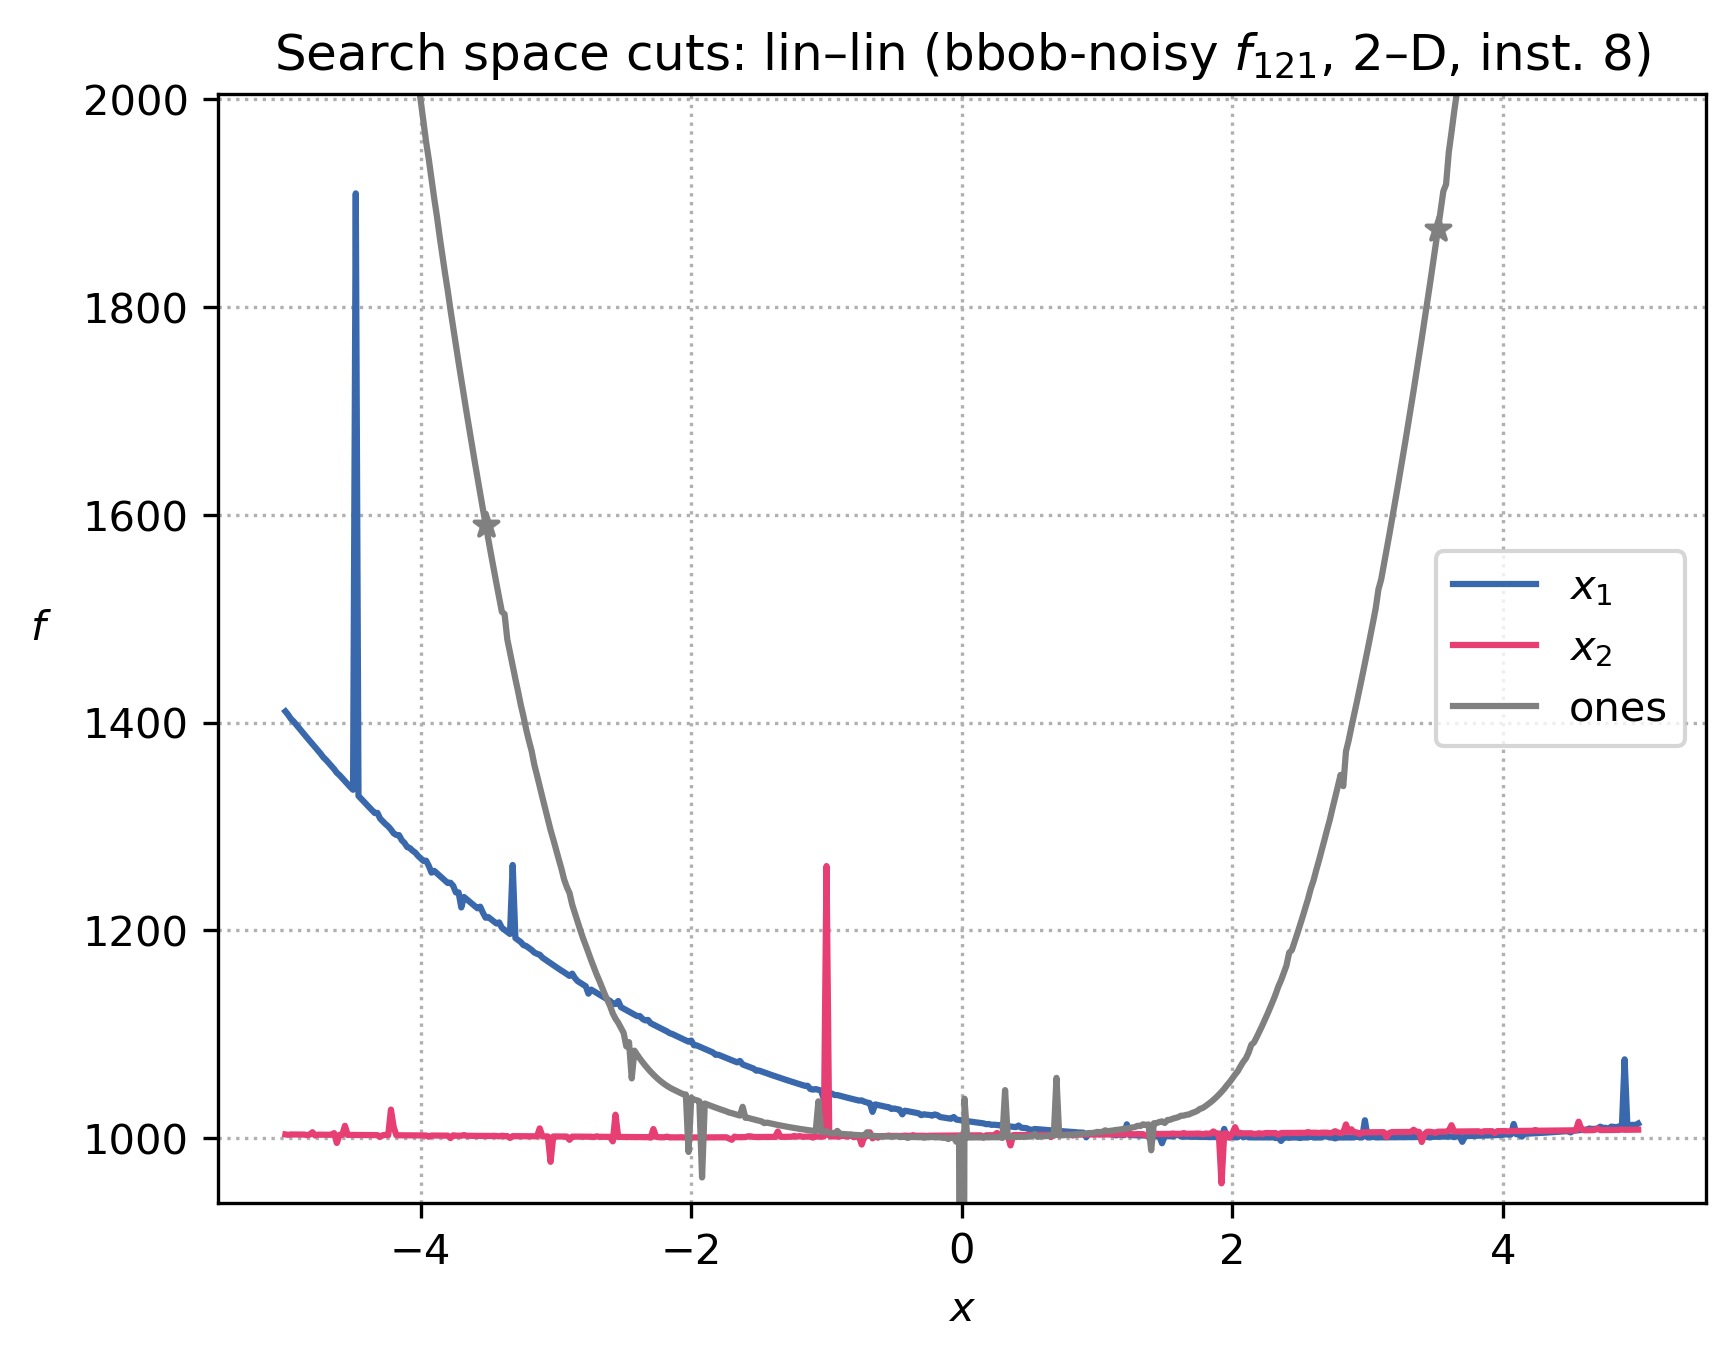 Search space cuts: lin–lin (bbob-noisy f₁₂₁, 2–D, inst. 8)
2000
1800
1600
1400
1200
1000
f
x₁
x₂
ones
−4
−2
0
2
4
x